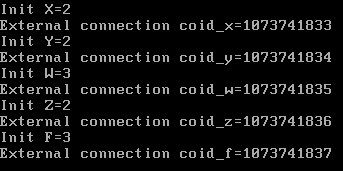 Init X=2
External connection coid_x=1073741833
Init Y=2
External connection coid_y=1073741834
Init W=3
External connection coid_w=1073741835
Init Z=2
External connection coid_z=1073741836
Init F=3
External connection coid_f=1073741837